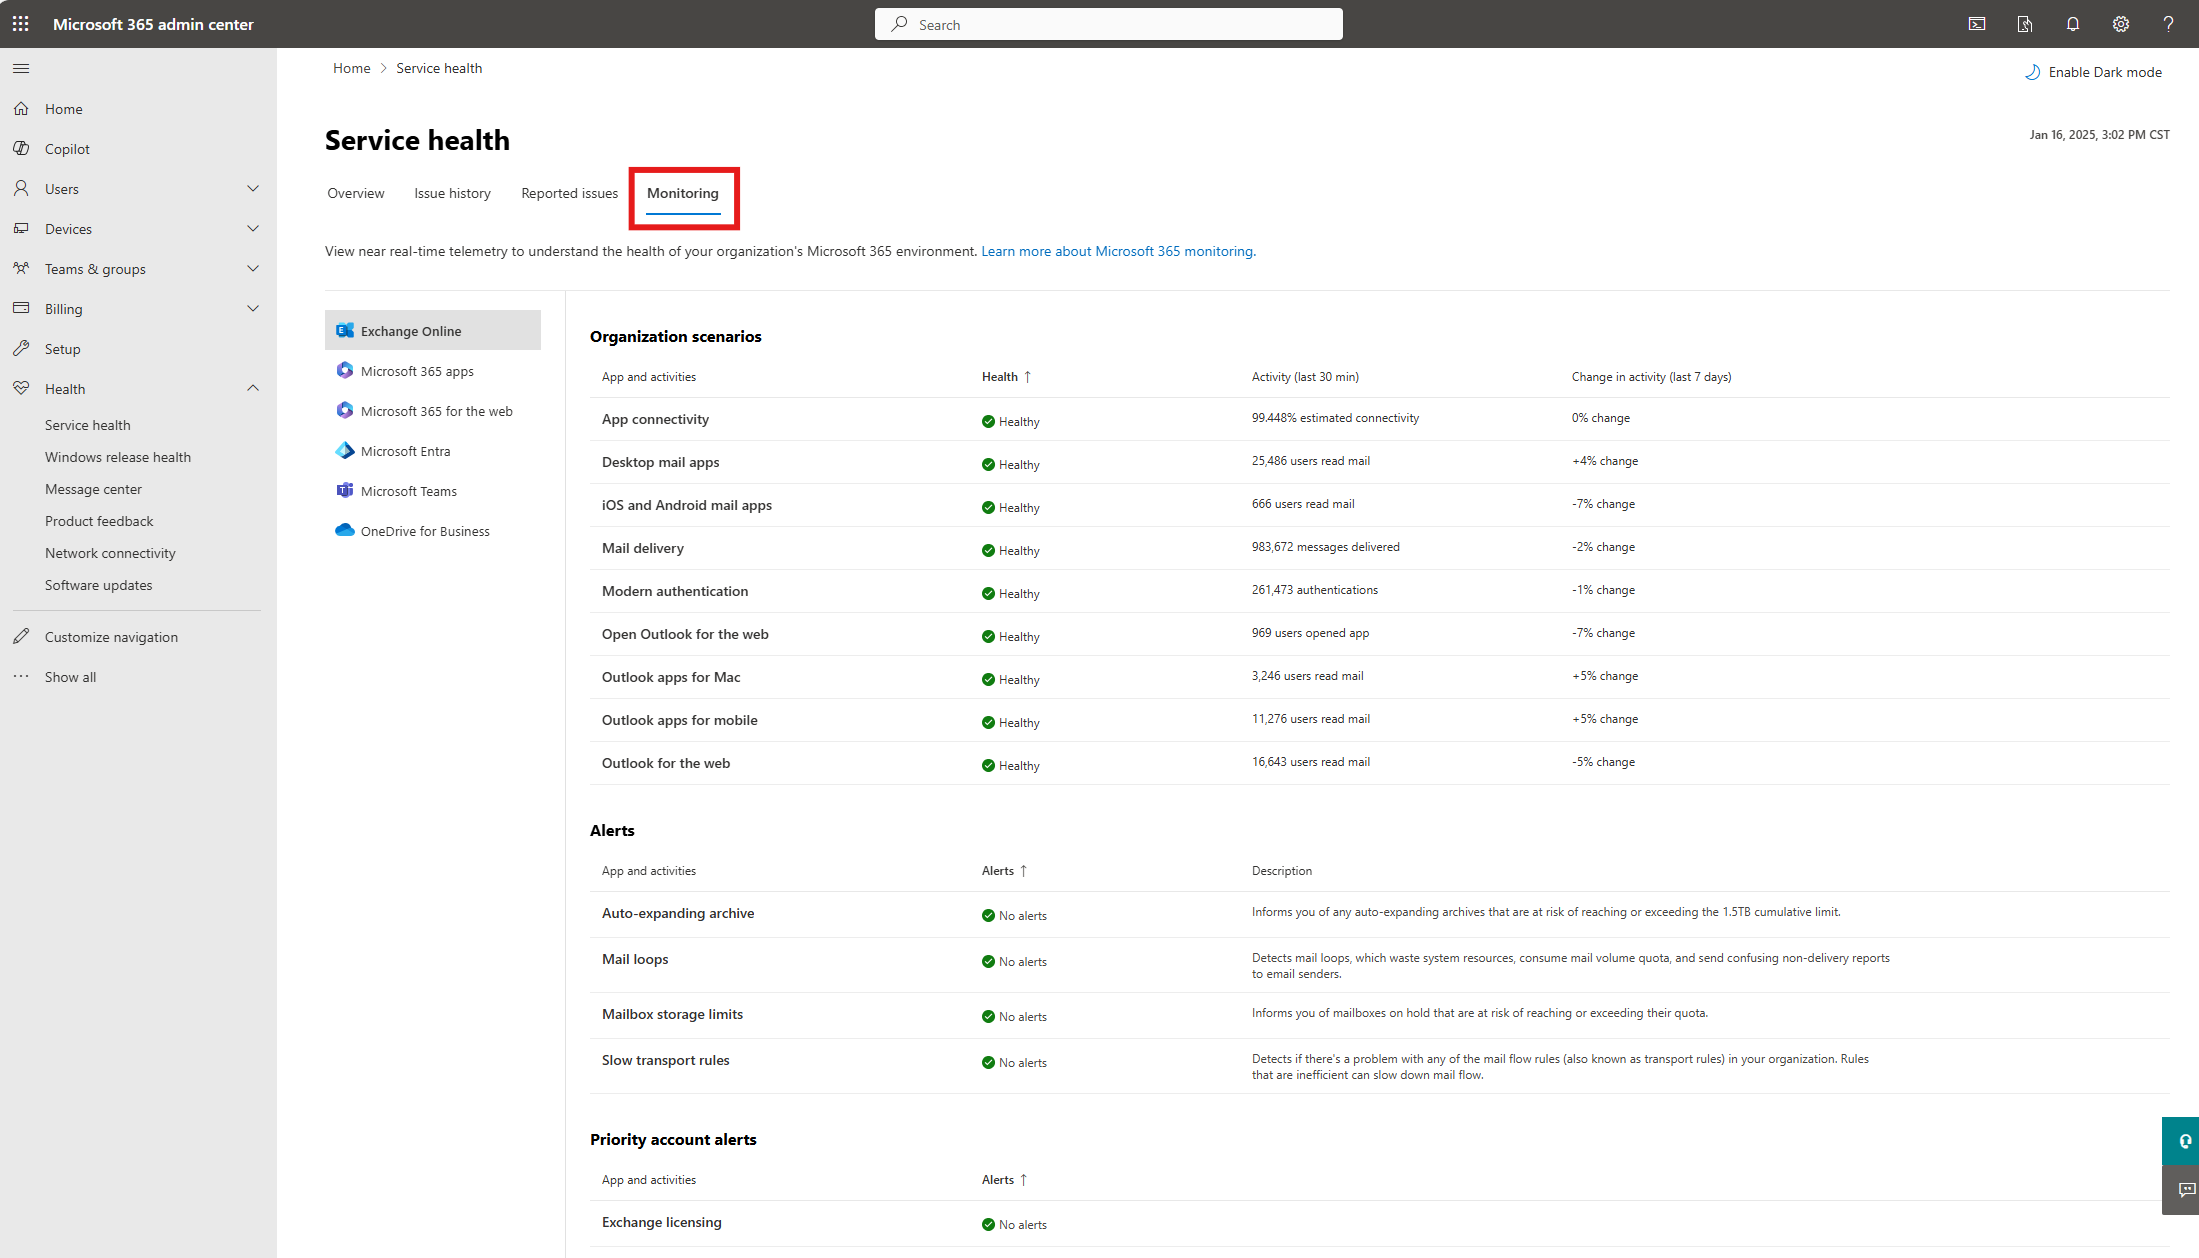 Microsoft 365 admin center
Search
Home
Copilot
Users
Devices
Teams & groups
Billing
Setup
Health
Service health
Windows release health
Message center
Product feedback
Network connectivity
Software updates
Customize navigation
Show all
Home > Service health
Enable Dark mode
Service health
Jan 16, 2025, 3:02 PM CST
Overview Issue history Reported issues Monitoring
View near real-time telemetry to understand the health of your organization's Microsoft 365 environment. Learn more about Microsoft 365 monitoring.
Exchange Online
Microsoft 365 apps
Microsoft 365 for the web
Microsoft Entra
Microsoft Teams
OneDrive for Business
Organization scenarios
App and activities Health ↑ Activity (last 30 min) Change in activity (last 7 days)
App connectivity Healthy 99.448% estimated connectivity 0% change
Desktop mail apps Healthy 25,486 users read mail +4% change
iOS and Android mail apps Healthy 666 users read mail -7% change
Mail delivery Healthy 983,672 messages delivered -2% change
Modern authentication Healthy 261,473 authentications -1% change
Open Outlook for the web Healthy 969 users opened app -7% change
Outlook apps for Mac Healthy 3,246 users read mail +5% change
Outlook apps for mobile Healthy 11,276 users read mail +5% change
Outlook for the web Healthy 16,643 users read mail -5% change
Alerts
App and activities Alerts ↑ Description
Auto-expanding archive No alerts Informs you of any auto-expanding archives that are at risk of reaching or exceeding the 1.5TB cumulative limit.
Mail loops No alerts Detects mail loops, which waste system resources, consume mail volume quota, and send confusing non-delivery reports
to email senders.
Mailbox storage limits No alerts Informs you of mailboxes on hold that are at risk of reaching or exceeding their quota.
Slow transport rules No alerts Detects if there's a problem with any of the mail flow rules (also known as transport rules) in your organization. Rules
that are inefficient can slow down mail flow.
Priority account alerts
App and activities Alerts ↑
Exchange licensing No alerts